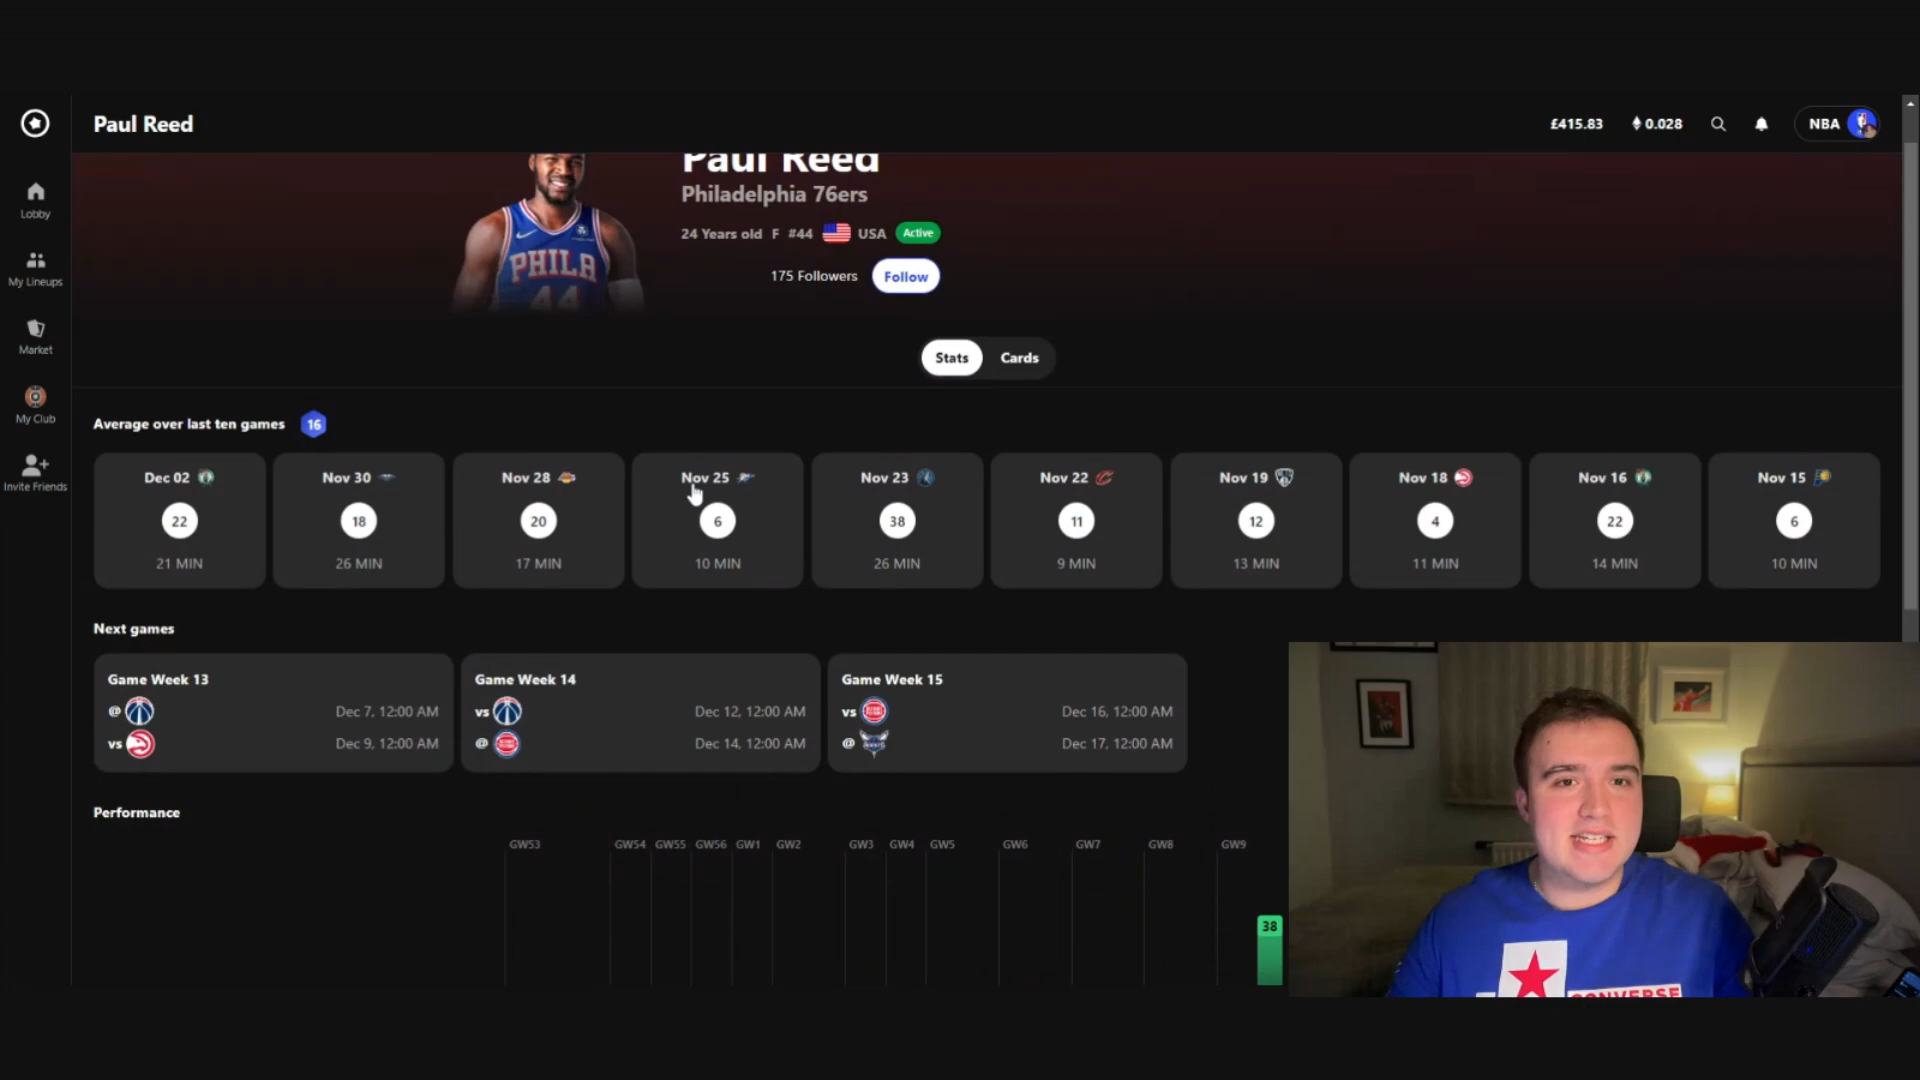 Paul Reed
£415.83
0.028
NBA
Paul Reed
Philadelphia 76ers
24 Years old F #44 USA Active
175 Followers Follow
PHILA
44
Lobby
My Lineups
Market
My Club
Invite Friends
Stats Cards
Average over last ten games 16
Dec 02 Nov 30 Nov 28 Nov 25 Nov 23 Nov 22 Nov 19 Nov 18 Nov 16 Nov 15
22 18 20 6 38 11 12 4 22 6
21 MIN 26 MIN 17 MIN 10 MIN 26 MIN 9 MIN 13 MIN 11 MIN 14 MIN 10 MIN
Next games
Game Week 13
@ Dec 7, 12:00 AM
vs Dec 9, 12:00 AM
Game Week 14
vs Dec 12, 12:00 AM
@ Dec 14, 12:00 AM
Game Week 15
vs Dec 16, 12:00 AM
@ Dec 17, 12:00 AM
Performance
GW53 GW54 GW55 GW56 GW1 GW2 GW3 GW4 GW5 GW6 GW7 GW8 GW9
38
CONVERSE